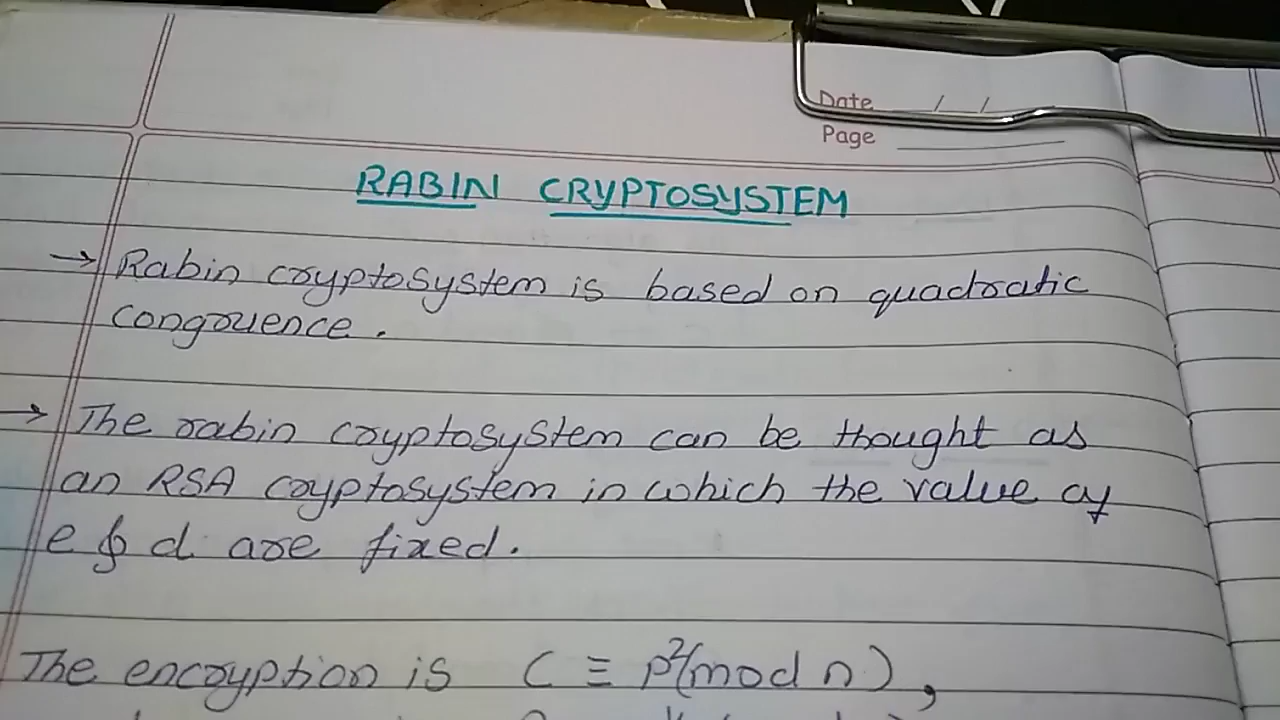 Date / /
Page
RABIN CRYPTOSYSTEM
→ Rabin cryptosystem is based on quadratic
congruence.
→ The rabin cryptosystem can be thought as
an RSA cryptosystem in which the value of
e & d are fixed.
The encryption is C ≡ P²(mod n),